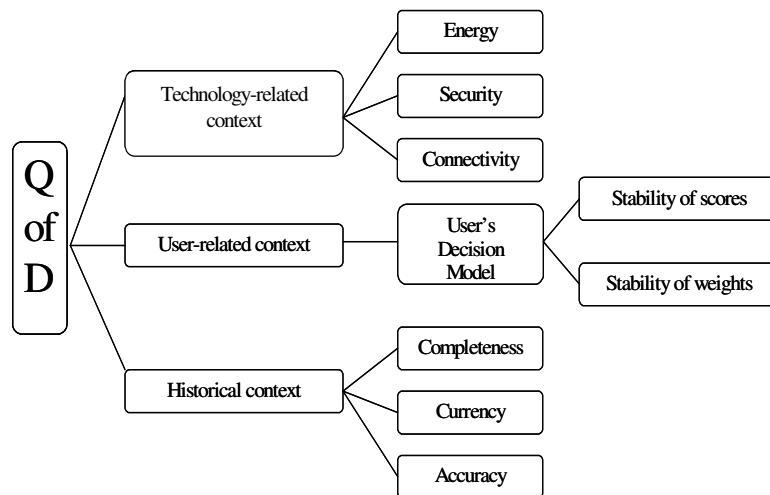 Q
of
D
Technology-related
context
Energy
Security
Connectivity
User-related context
User's
Decision
Model
Stability of scores
Stability of weights
Historical context
Completeness
Currency
Accuracy